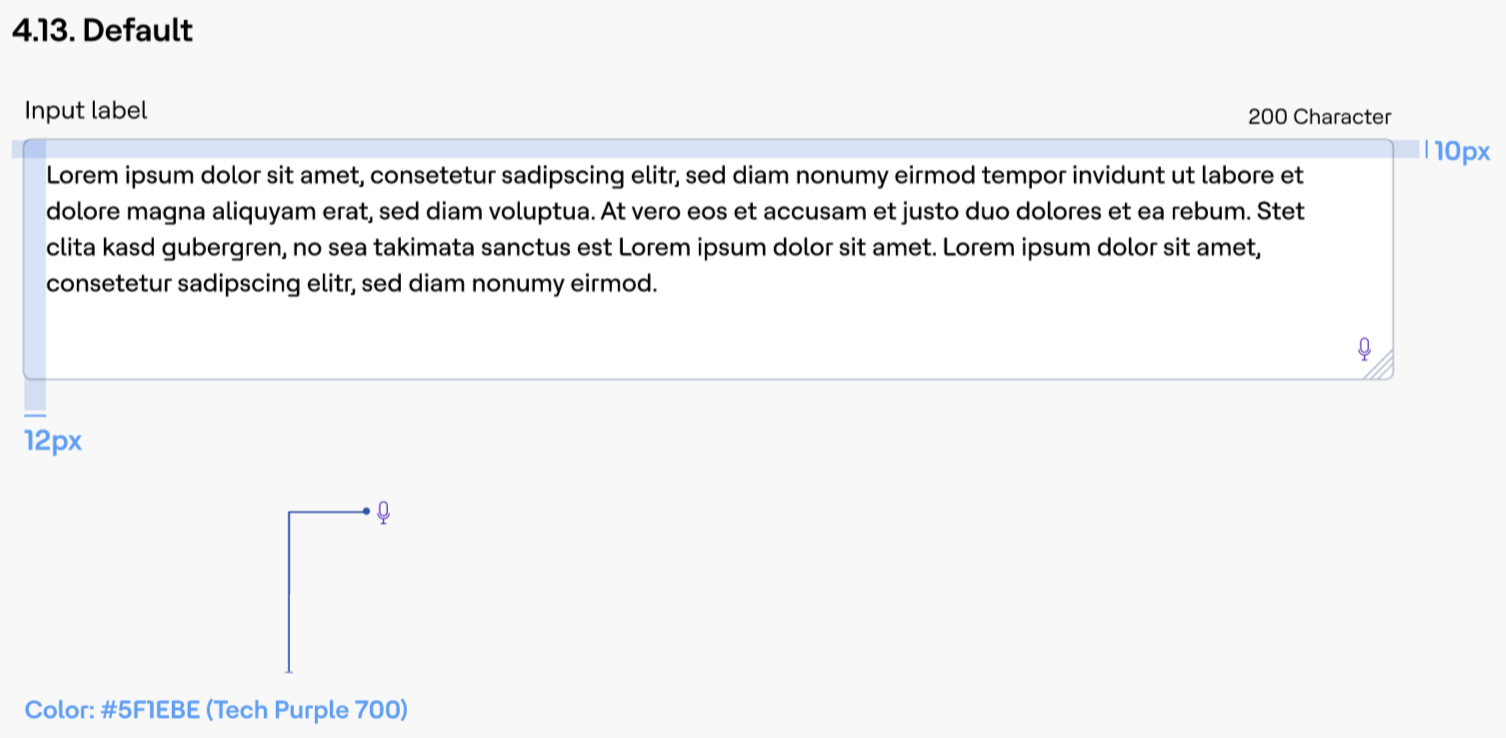 4.13. Default
Input label
200 Character
10px
Lorem ipsum dolor sit amet, consetetur sadipscing elitr, sed diam nonumy eirmod tempor invidunt ut labore et
dolore magna aliquyam erat, sed diam voluptua. At vero eos et accusam et justo duo dolores et ea rebum. Stet
clita kasd gubergren, no sea takimata sanctus est Lorem ipsum dolor sit amet. Lorem ipsum dolor sit amet,
consetetur sadipscing elitr, sed diam nonumy eirmod.
12px
Color: #5F1EBE (Tech Purple 700)